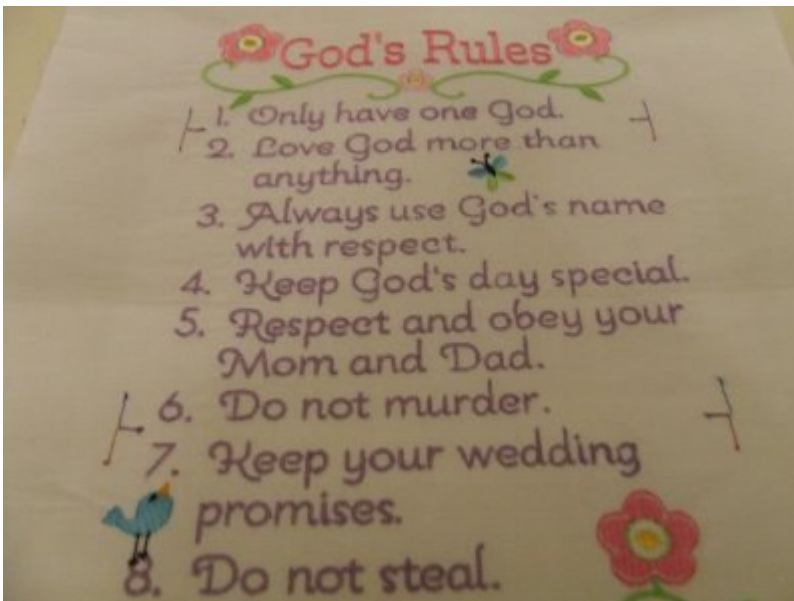 God's Rules
1. Only have one God.
2. Love God more than
anything.
3. Always use God's name
with respect.
4. Keep God's day special.
5. Respect and obey your
Mom and Dad.
6. Do not murder.
7. Keep your wedding
promises.
8. Do not steal.